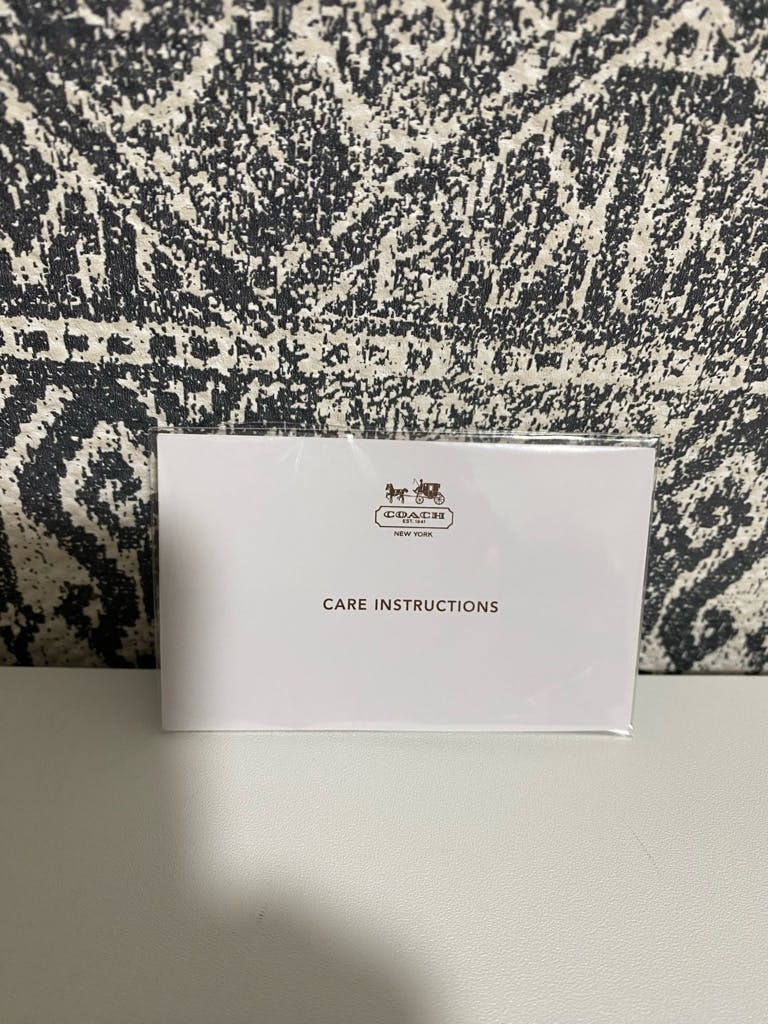 COACH
EST. 1941
NEW YORK
CARE INSTRUCTIONS